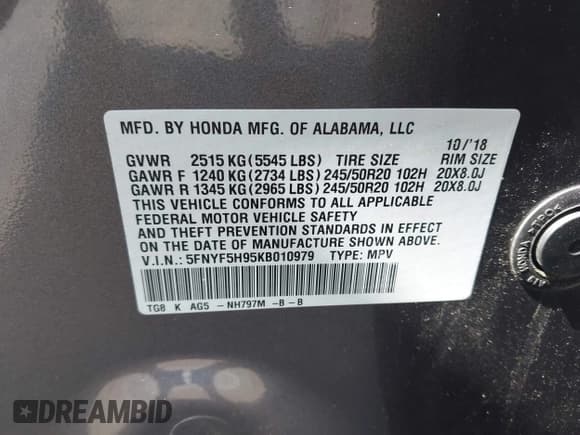 MFD. BY HONDA MFG. OF ALABAMA, LLC
10/'18
GVWR 2515 KG (5545 LBS) TIRE SIZE RIM SIZE
GAWR F 1240 KG (2734 LBS) 245/50R20 102H 20X8.0J
GAWR R 1345 KG (2965 LBS) 245/50R20 102H 20X8.0J
THIS VEHICLE CONFORMS TO ALL APPLICABLE
FEDERAL MOTOR VEHICLE SAFETY
AND THEFT PREVENTION STANDARDS IN EFFECT
ON DATE OF MANUFACTURE SHOWN ABOVE.
V.I.N.: 5FNYF5H95KB010979 TYPE: MPV
TG8 K AG5 - NH797M -B - B
HONDA
DREAMBID